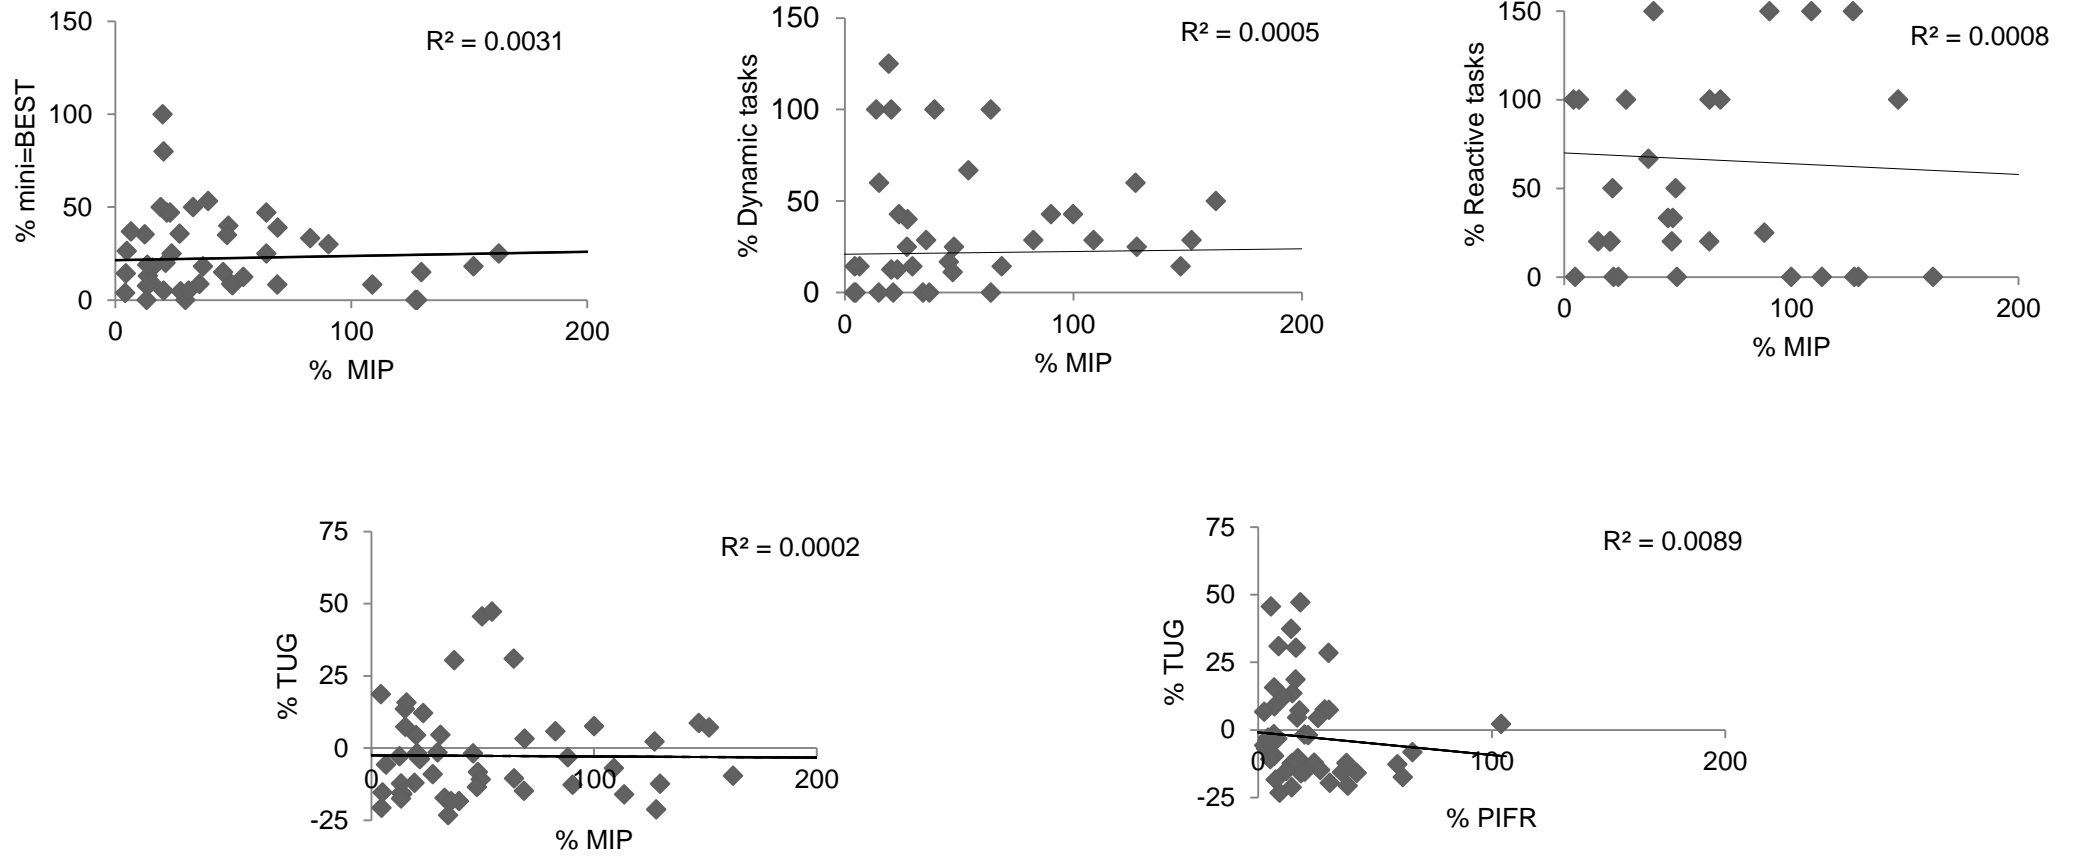 150
100
50
0
0
100
200
% mini=BEST
%  MIP
R² = 0.0031
150
100
50
0
0
100
200
% Dynamic tasks
% MIP
R² = 0.0005
150
100
50
0
0
100
200
% Reactive tasks
% MIP
R² = 0.0008
75
50
25
0
-25
0
100
200
% TUG
% MIP
R² = 0.0002
75
50
25
0
-25
0
100
200
% TUG
% PIFR
R² = 0.0089